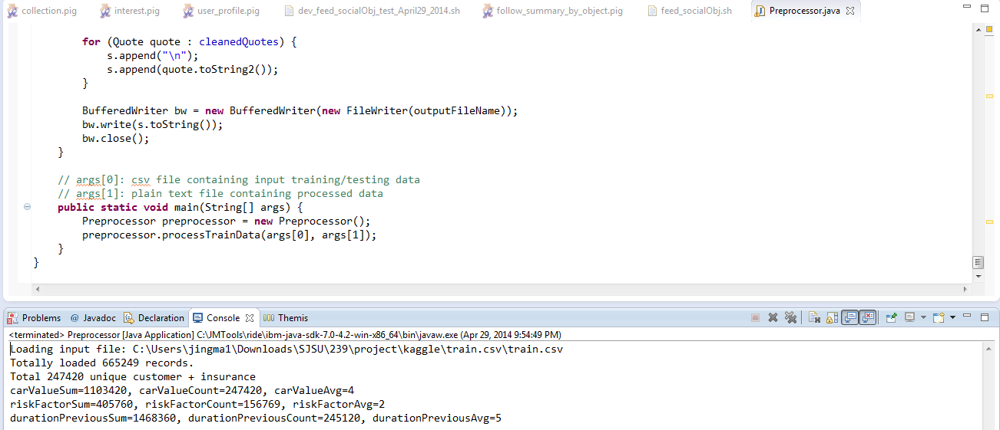 collection.pig interest.pig user_profile.pig dev_feed_socialObj_test_April29_2014.sh follow_summary_by_object.pig feed_socialObj.sh Preprocessor.java
for (Quote quote : cleanedQuotes) {
s.append("\n");
s.append(quote.toString2());
}
BufferedWriter bw = new BufferedWriter(new FileWriter(outputFileName));
bw.write(s.toString());
bw.close();
}
// args[0]: csv file containing input training/testing data
// args[1]: plain text file containing processed data
public static void main(String[] args) {
Preprocessor preprocessor = new Preprocessor();
preprocessor.processTrainData(args[0], args[1]);
}
}
Problems @ Javadoc Declaration Console Themis
<terminated> Preprocessor [Java Application] C:\JMTools\ride\ibm-java-sdk-7.0-4.2-win-x86_64\bin\javaw.exe (Apr 29, 2014 9:54:49 PM)
Loading input file: C:\Users\jingma1\Downloads\SJSU\239\project\kaggle\train.csv\train.csv
Totally loaded 665249 records.
Total 247420 unique customer + insurance
carValueSum=1103420, carValueCount=247420, carValueAvg=4
riskFactorSum=405760, riskFactorCount=156769, riskFactorAvg=2
durationPreviousSum=1468360, durationPreviousCount=245120, durationPreviousAvg=5